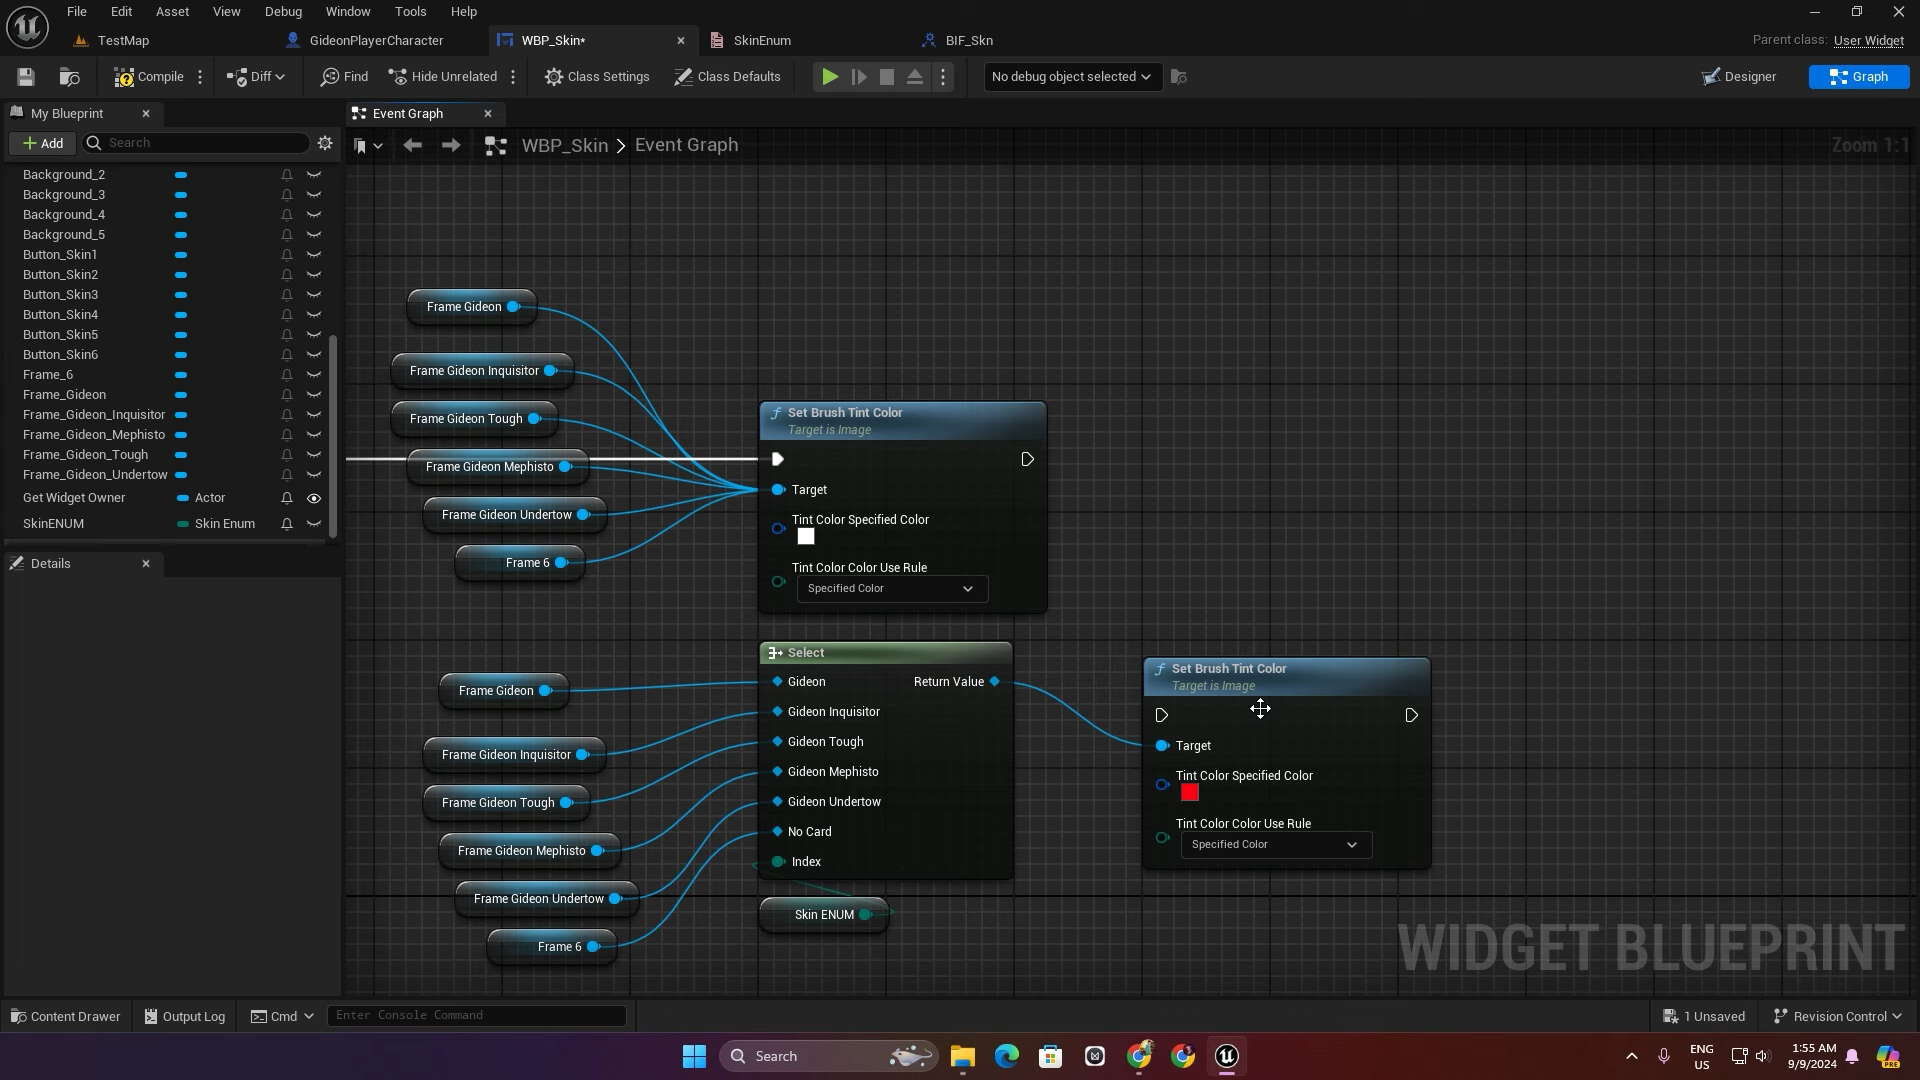 File Edit Asset View Debug Window Tools Help
TestMap GideonPlayerCharacter WBP_Skin* SkinEnum BIF_Skn
Parent class: User Widget
Compile Diff Find Hide Unrelated Class Settings Class Defaults No debug object selected Designer Graph
My Blueprint
Event Graph
Add Search
WBP_Skin > Event Graph
Zoom 1:1
Background_2
Background_3
Background_4
Background_5
Button_Skin1
Button_Skin2
Button_Skin3
Button_Skin4
Button_Skin5
Button_Skin6
Frame_6
Frame_Gideon
Frame_Gideon_Inquisitor
Frame_Gideon_Mephisto
Frame_Gideon_Tough
Frame_Gideon_Undertow
Get Widget Owner Actor
SkinENUM Skin Enum
Details
Frame Gideon
Frame Gideon Inquisitor
Frame Gideon Tough
Frame Gideon Mephisto
Frame Gideon Undertow
Frame 6
Set Brush Tint Color
Target is Image
Target
Tint Color Specified Color
Tint Color Color Use Rule
Specified Color
Frame Gideon
Frame Gideon Inquisitor
Frame Gideon Tough
Frame Gideon Mephisto
Frame Gideon Undertow
Frame 6
Select
Gideon Return Value
Gideon Inquisitor
Gideon Tough
Gideon Mephisto
Gideon Undertow
No Card
Index
Skin ENUM
Set Brush Tint Color
Target is Image
Target
Tint Color Specified Color
Tint Color Color Use Rule
Specified Color
WIDGET BLUEPRINT
Content Drawer Output Log Cmd Enter Console Command 1 Unsaved Revision Control
Search
ENG
US
1:55 AM
9/9/2024
PRE